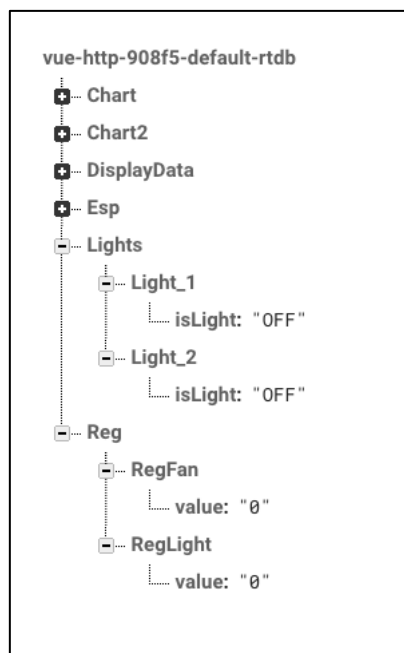 vue-http-908f5-default-rtdb
Chart
Chart2
DisplayData
Esp
Lights
Light_1
isLight: "OFF"
Light_2
isLight: "OFF"
Reg
RegFan
value: "0"
RegLight
value: "0"